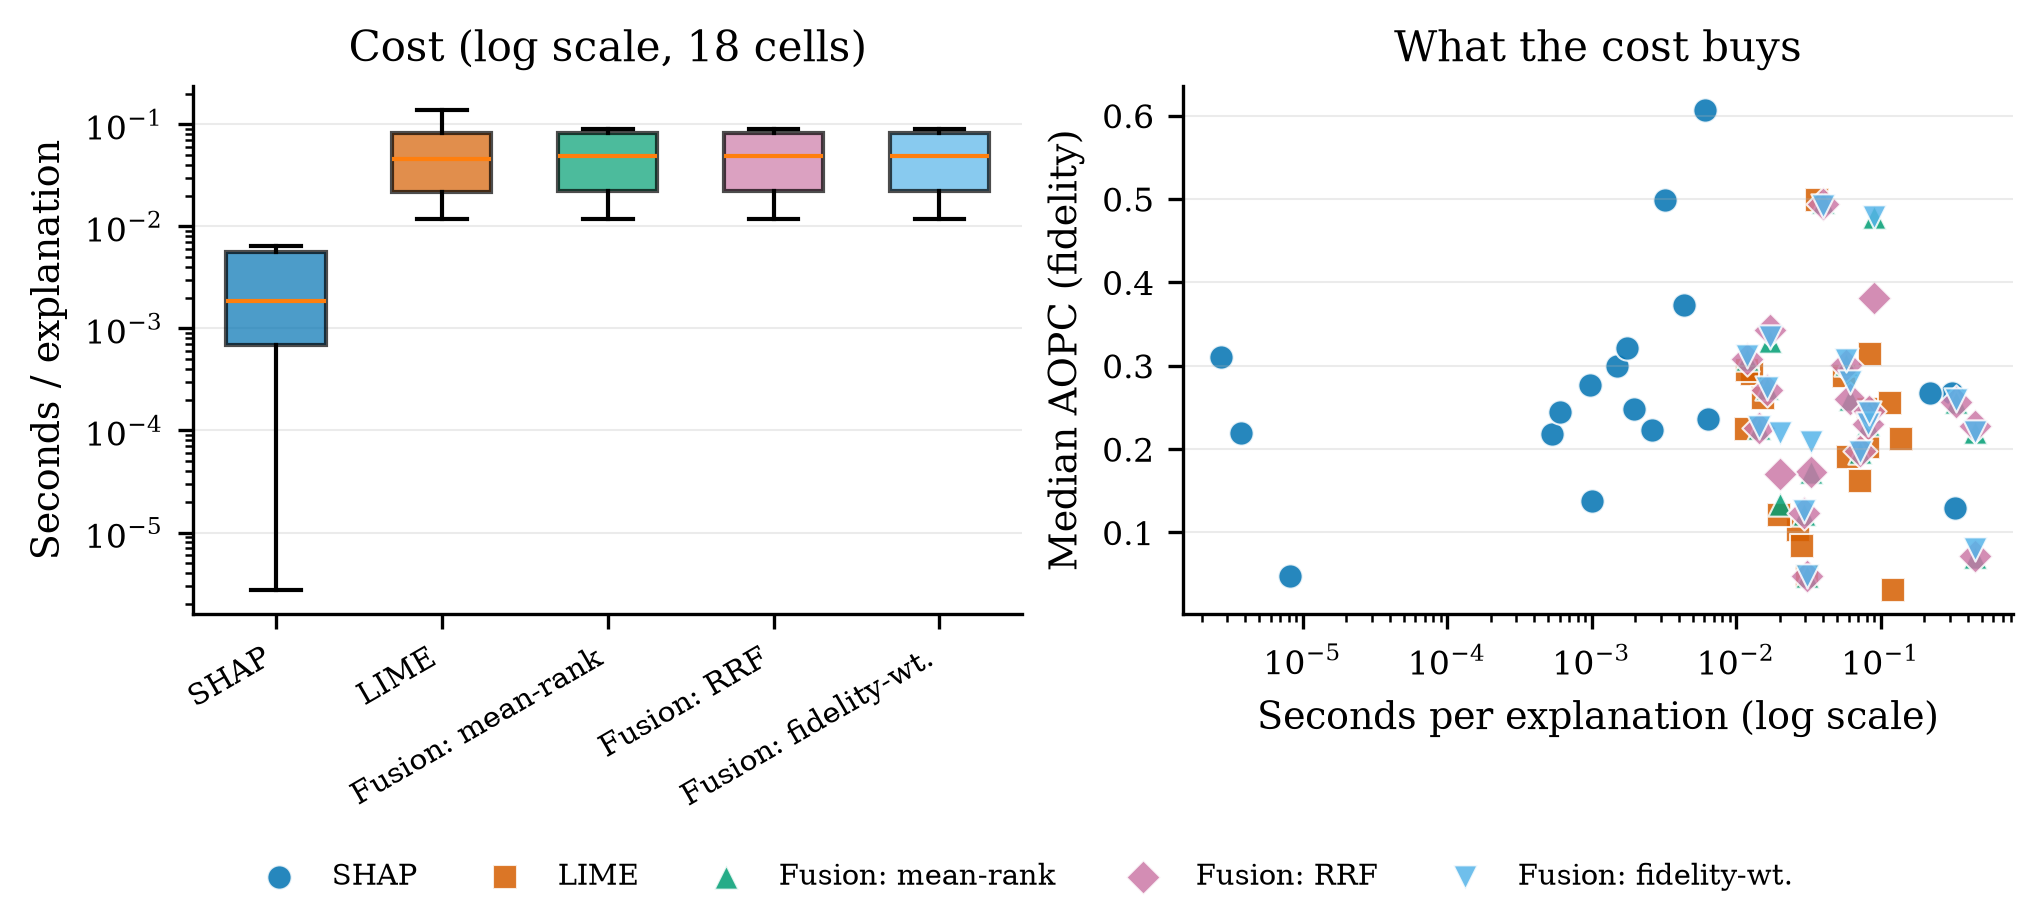 Cost (log scale, 18 cells)
Seconds / explanation
10⁻¹
10⁻²
10⁻³
10⁻⁴
10⁻⁵
SHAP
LIME
Fusion: mean-rank
Fusion: RRF
Fusion: fidelity-wt.
What the cost buys
Median AOPC (fidelity)
0.6
0.5
0.4
0.3
0.2
0.1
10⁻⁵ 10⁻⁴ 10⁻³ 10⁻² 10⁻¹
Seconds per explanation (log scale)
SHAP LIME Fusion: mean-rank Fusion: RRF Fusion: fidelity-wt.